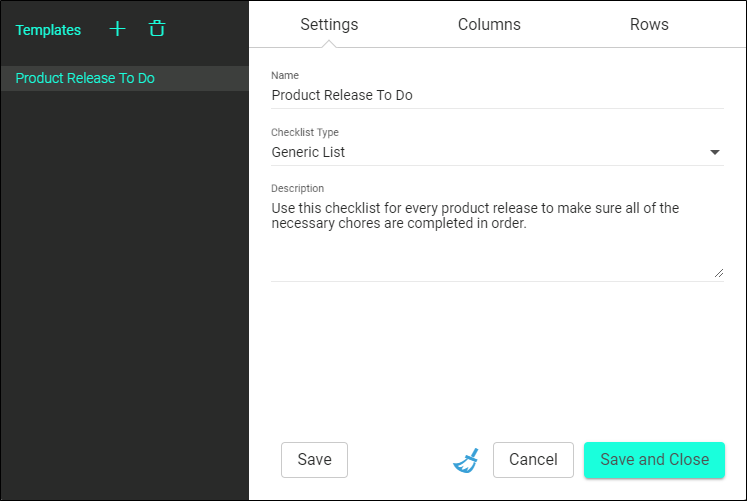 Templates
Product Release To Do
Settings
Columns
Rows
Name
Product Release To Do
Checklist Type
Generic List
Description
Use this checklist for every product release to make sure all of the
necessary chores are completed in order.
Save
Cancel
Save and Close